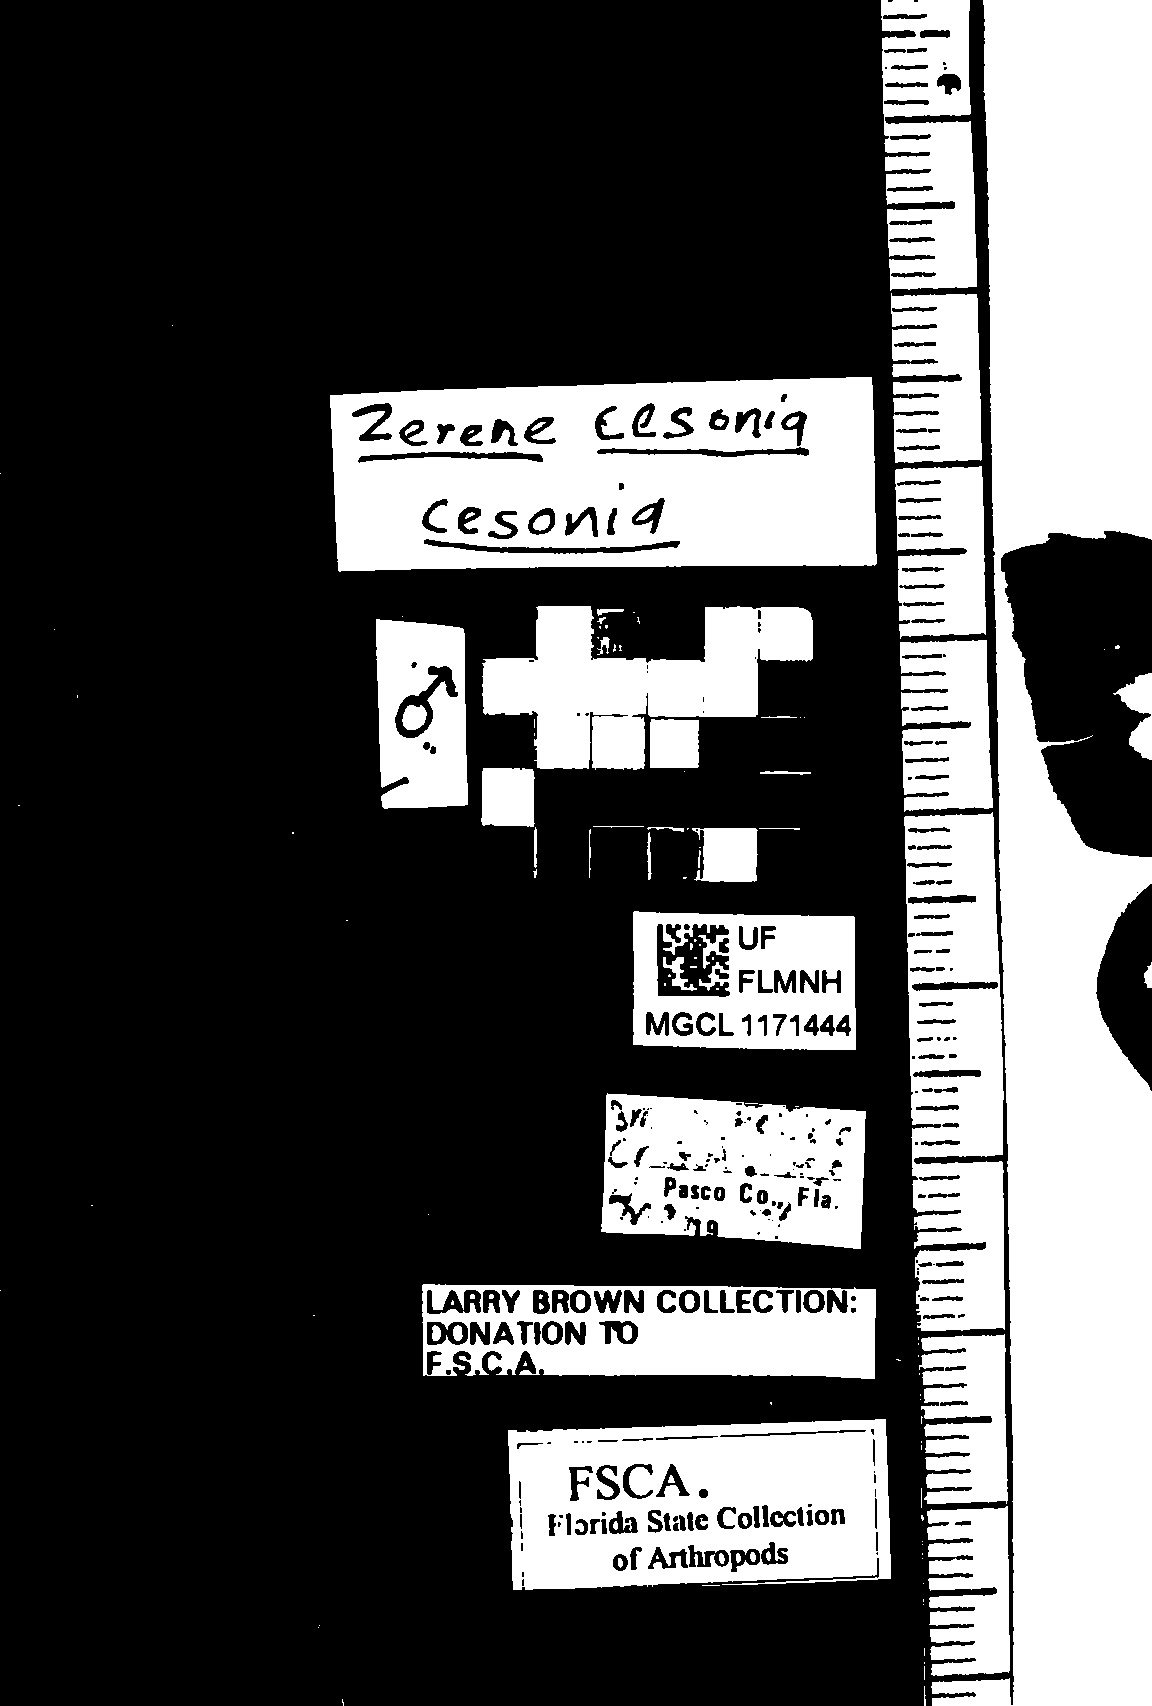 Zerene cesonia
cesonia
♂
UF
FLMNH
MGCL 1171444
Pasco Co., Fla.
LARRY BROWN COLLECTION:
DONATION TO
F.S.C.A.
FSCA.
Florida State Collection
of Arthropods